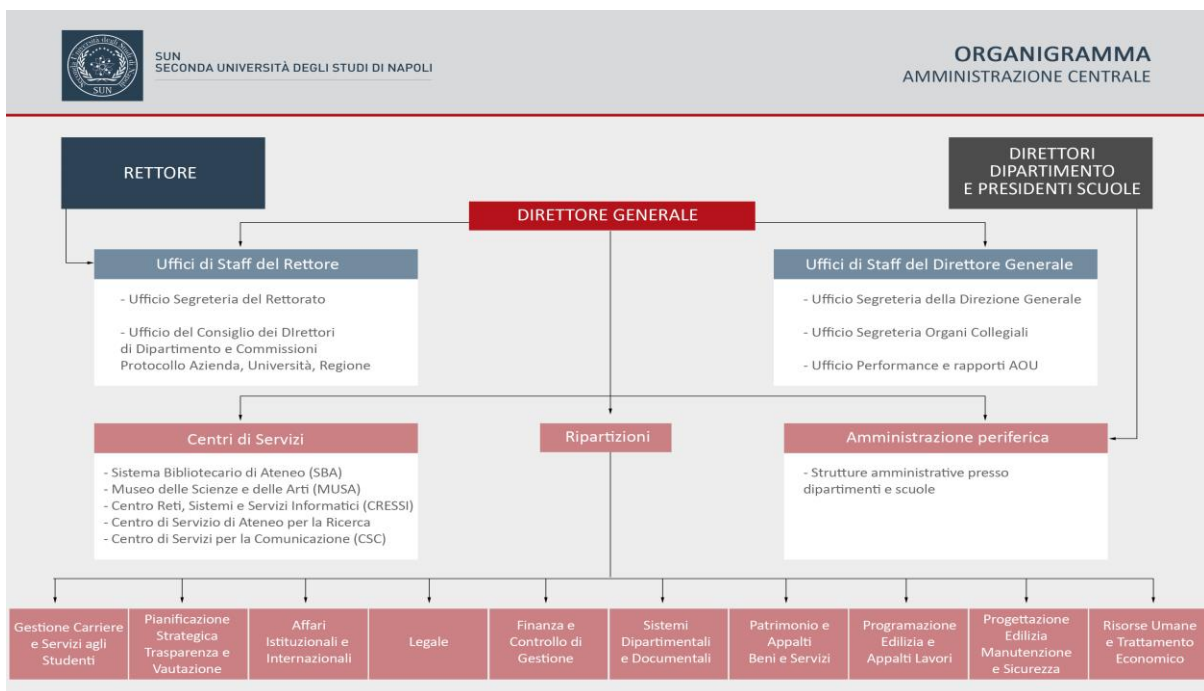 SUN
SECONDA UNIVERSITÀ DEGLI STUDI DI NAPOLI
SUN
ORGANIGRAMMA
AMMINISTRAZIONE CENTRALE
RETTORE
DIRETTORI
DIPARTIMENTO
E PRESIDENTI SCUOLE
DIRETTORE GENERALE
Uffici di Staff del Rettore
- Ufficio Segreteria del Rettorato
- Ufficio del Consiglio dei DIrettori
di Dipartimento e Commissioni
Protocollo Azienda, Università, Regione
Uffici di Staff del Direttore Generale
- Ufficio Segreteria della Direzione Generale
- Ufficio Segreteria Organi Collegiali
- Ufficio Performance e rapporti AOU
Centri di Servizi
- Sistema Bibliotecario di Ateneo (SBA)
- Museo delle Scienze e delle Arti (MUSA)
- Centro Reti, Sistemi e Servizi Informatici (CRESSI)
- Centro di Servizio di Ateneo per la Ricerca
- Centro di Servizi per la Comunicazione (CSC)
Ripartizioni
Amministrazione periferica
- Strutture amministrative presso
dipartimenti e scuole
Gestione Carriere
e Servizi agli
Studenti
Pianificazione
Strategica
Trasparenza e
Vautazione
Affari
Istituzionali e
Internazionali
Legale
Finanza e
Controllo di
Gestione
Sistemi
Dipartimentali
e Documentali
Patrimonio e
Appalti
Beni e Servizi
Programazione
Edilizia e
Appalti Lavori
Progettazione
Edilizia
Manutenzione
e Sicurezza
Risorse Umane
e Trattamento
Economico